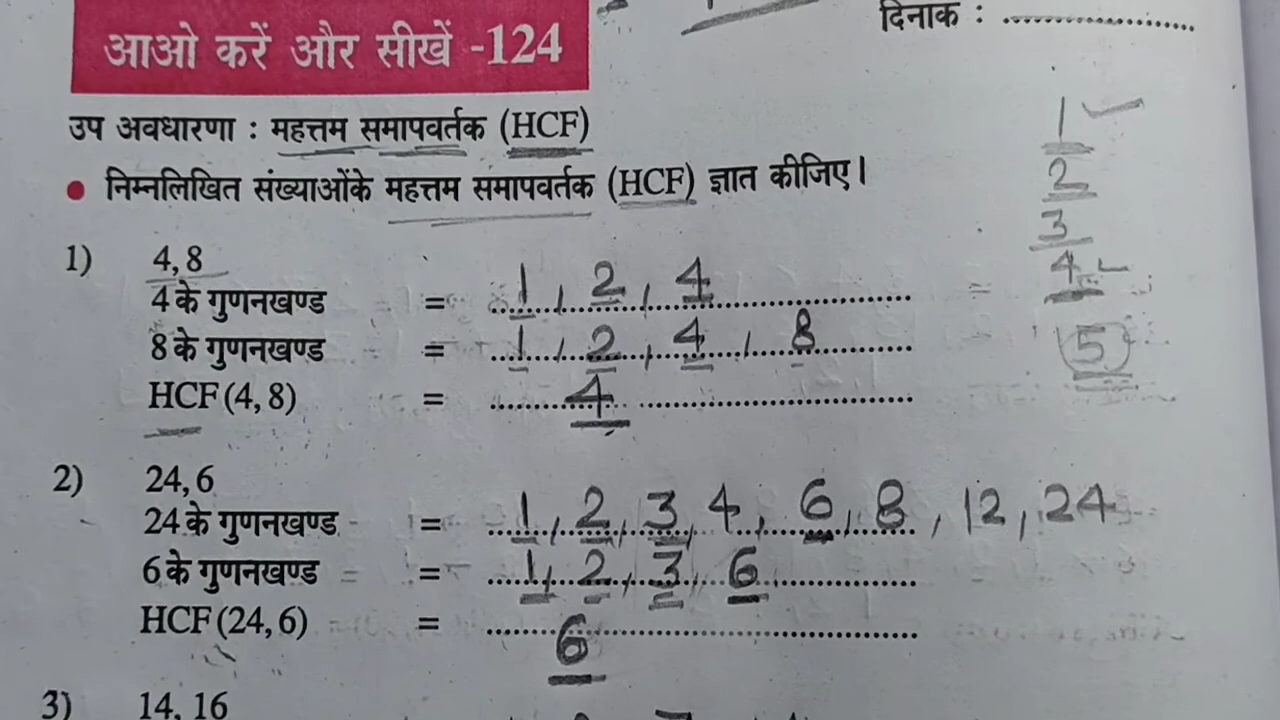 दिनाक : ........................
आओ करें और सीखें -124
उप अवधारणा : महत्तम समापवर्तक (HCF)
निम्नलिखित संख्याओंके महत्तम समापवर्तक (HCF) ज्ञात कीजिए।
1
2
3
4
5
1) 4, 8
4 के गुणनखण्ड = 1, 2, 4
8 के गुणनखण्ड = 1, 2, 4, 8
HCF (4, 8) = 4
2) 24, 6
24 के गुणनखण्ड = 1, 2, 3, 4, 6, 8, 12, 24
6 के गुणनखण्ड = 1, 2, 3, 6
HCF (24, 6) = 6
3) 14, 16